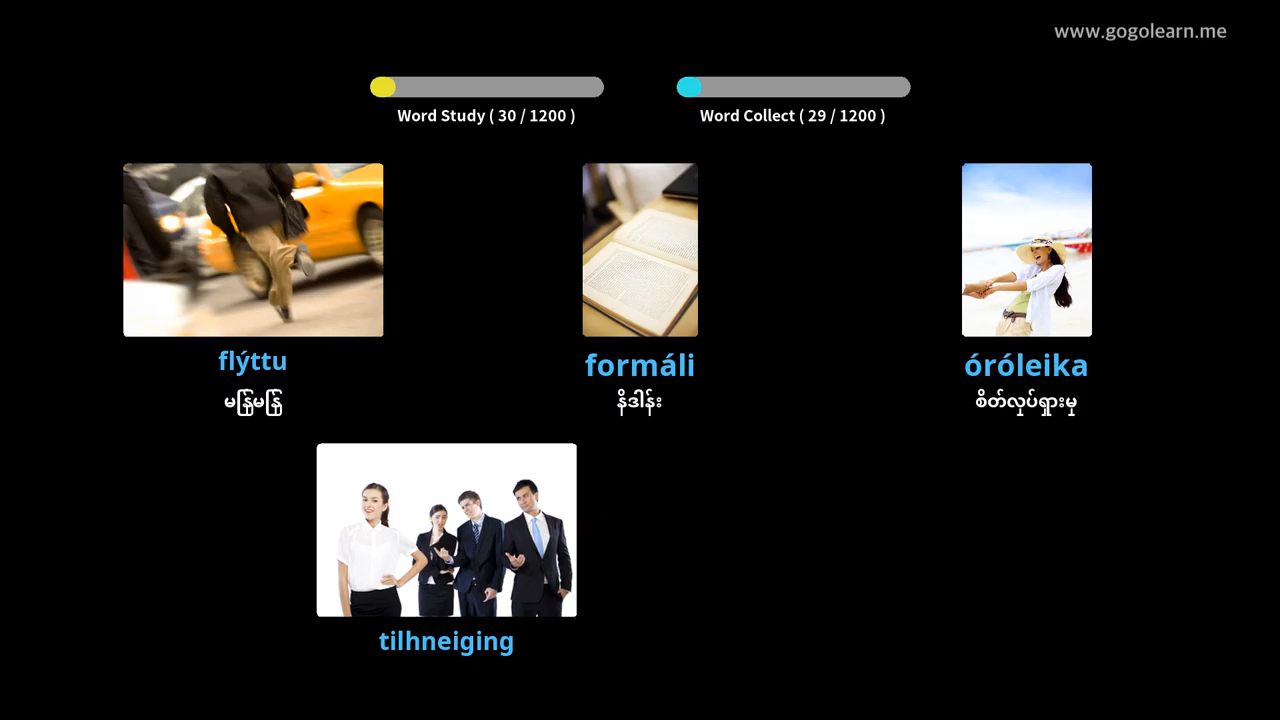 www.gogolearn.me
Word Study ( 30 / 1200 )
Word Collect ( 29 / 1200 )
flýttu
မြန်မြန်
formáli
နိဒါန်း
óróleika
စိတ်လှုပ်ရှားမှု
tilhneiging